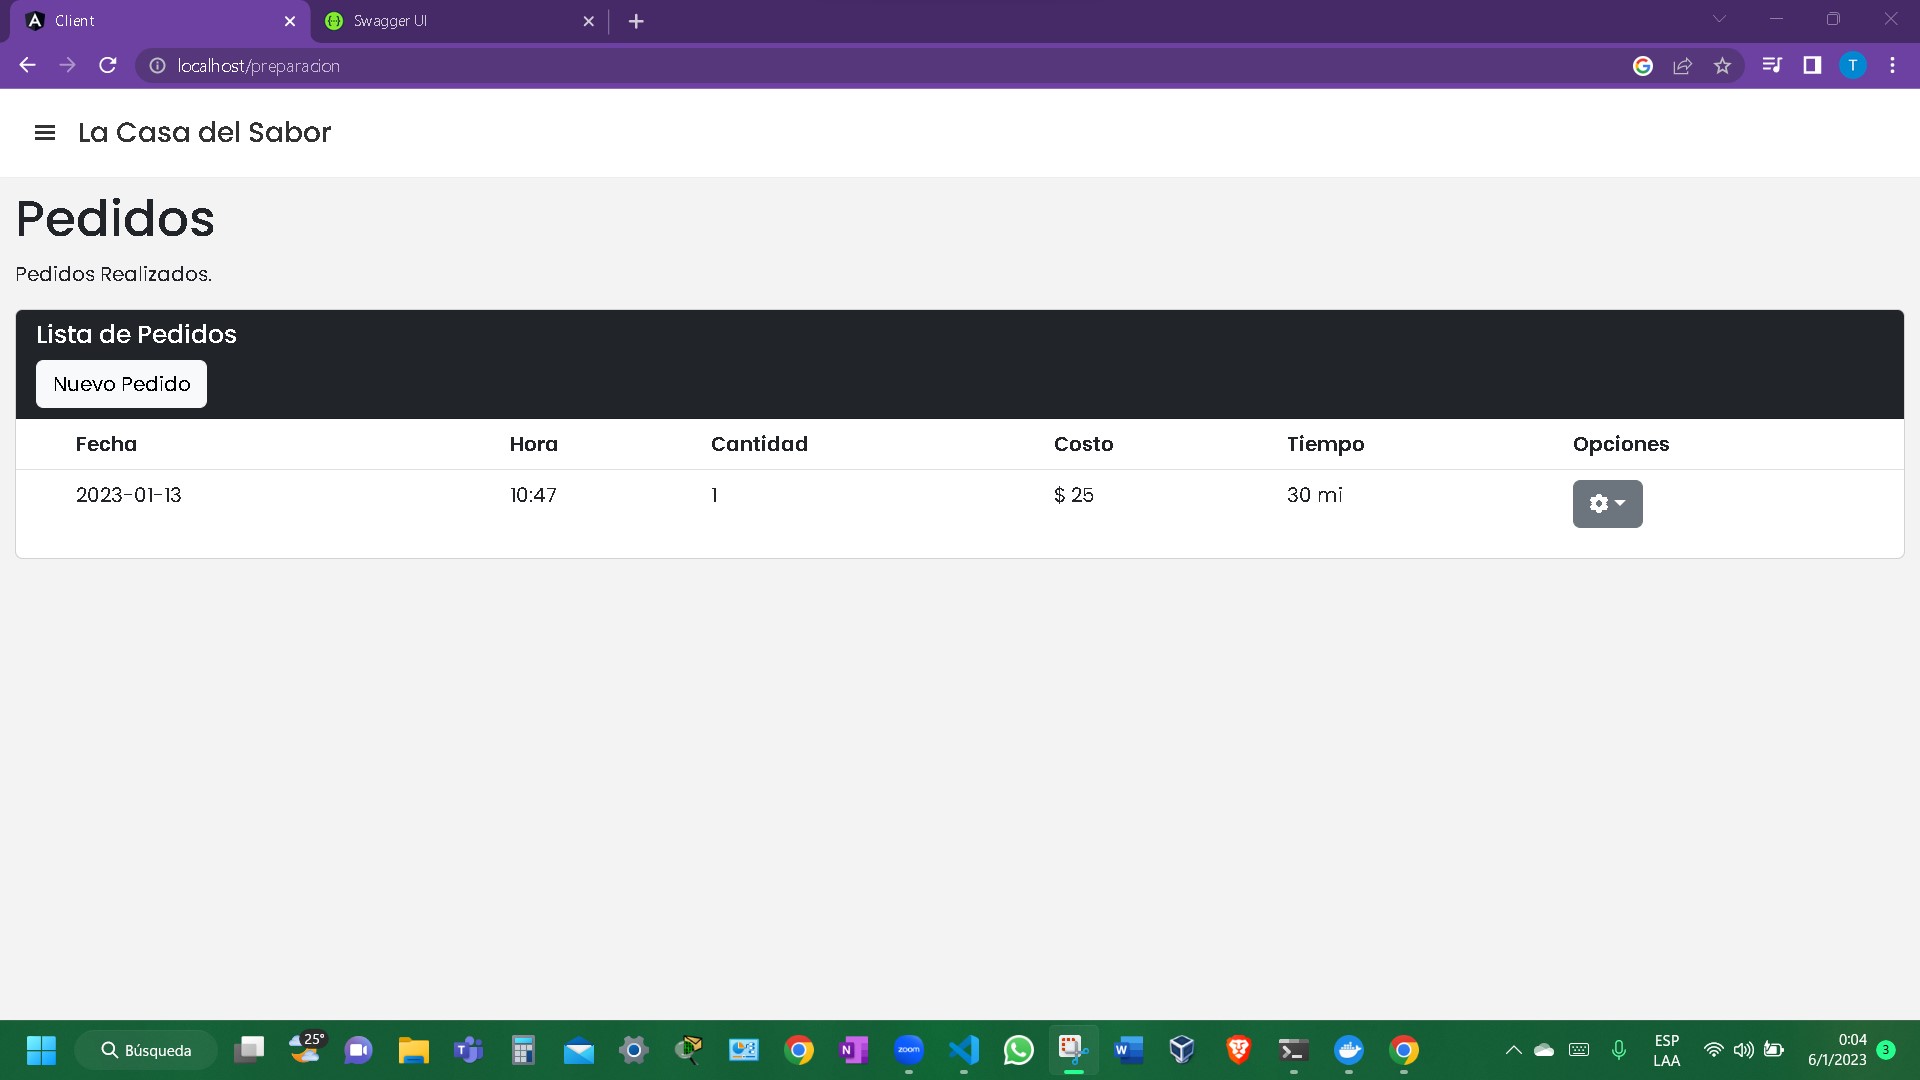 Client
Swagger UI
localhost/preparacion
T
La Casa del Sabor
Pedidos
Pedidos Realizados.
Lista de Pedidos
Nuevo Pedido
Fecha Hora Cantidad Costo Tiempo Opciones
2023-01-13 10:47 1 $ 25 30 mi
Búsqueda
25°
zoom
ESP
LAA
0:04
6/1/2023
3